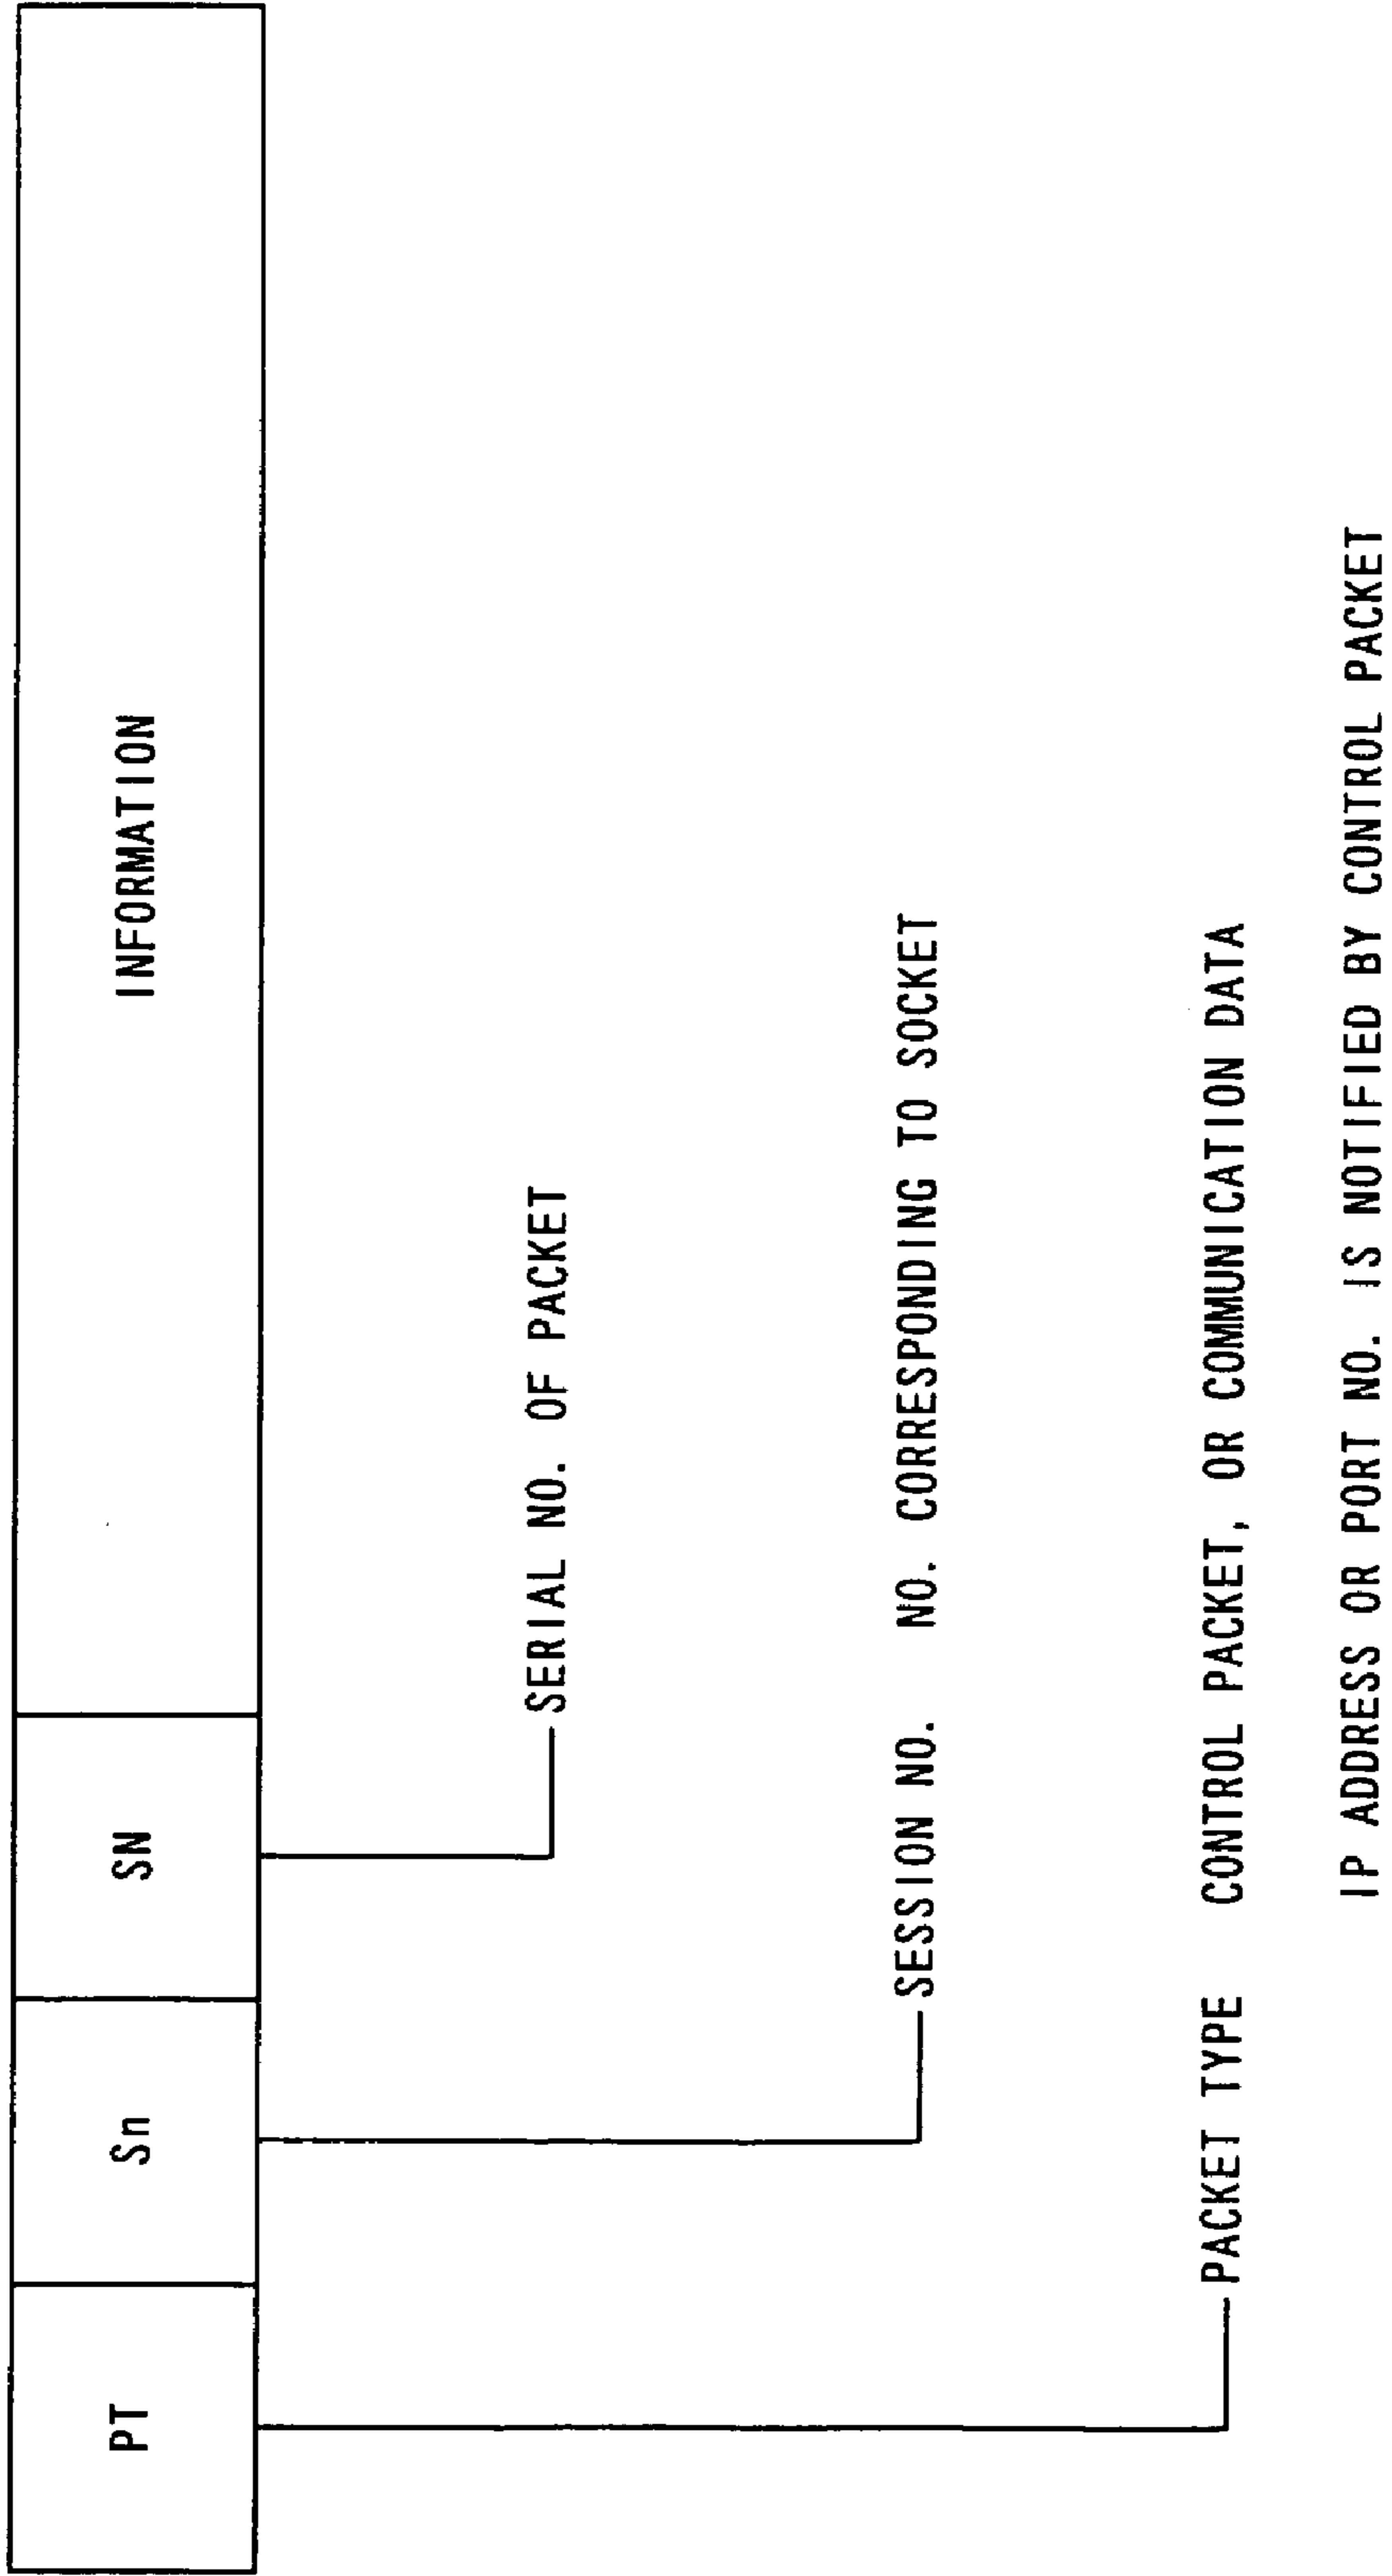 PT Sn SN INFORMATION
SERIAL NO. OF PACKET
SESSION NO. NO. CORRESPONDING TO SOCKET
PACKET TYPE CONTROL PACKET, OR COMMUNICATION DATA
IP ADDRESS OR PORT NO. IS NOTIFIED BY CONTROL PACKET